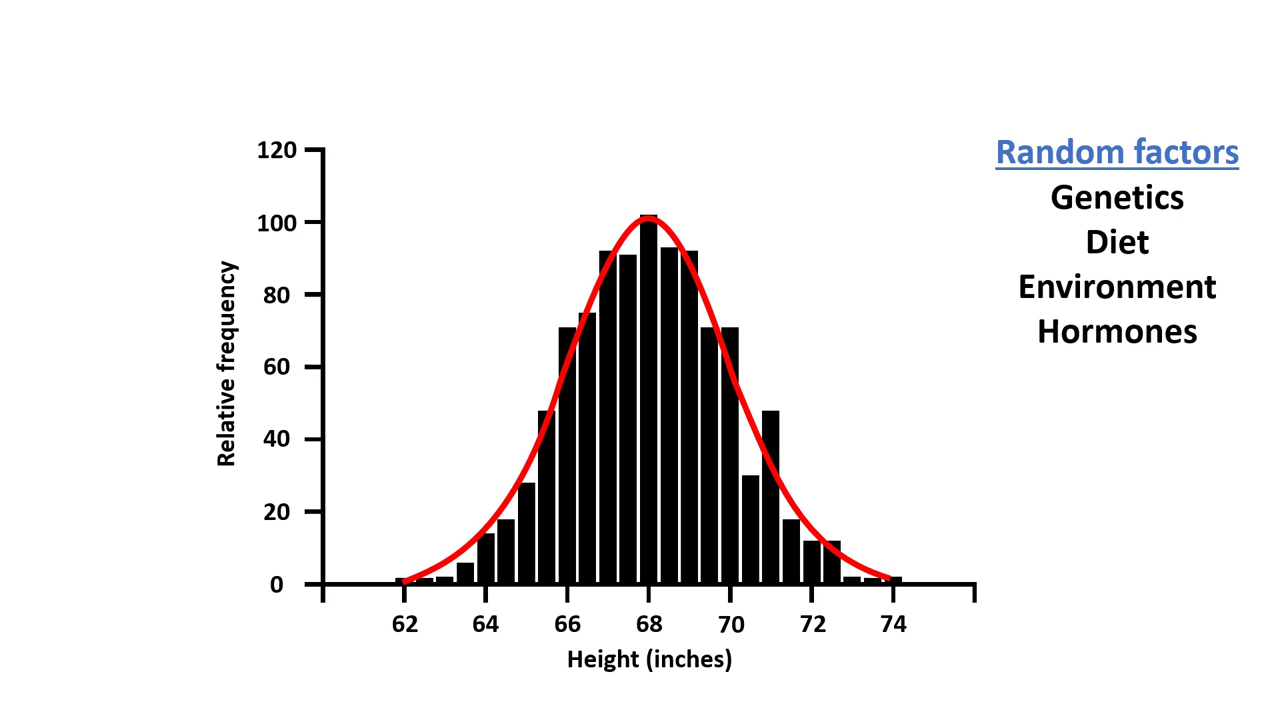 Random factors
Genetics
Diet
Environment
Hormones
Relative frequency
120
100
80
60
40
20
0
62 64 66 68 70 72 74
Height (inches)